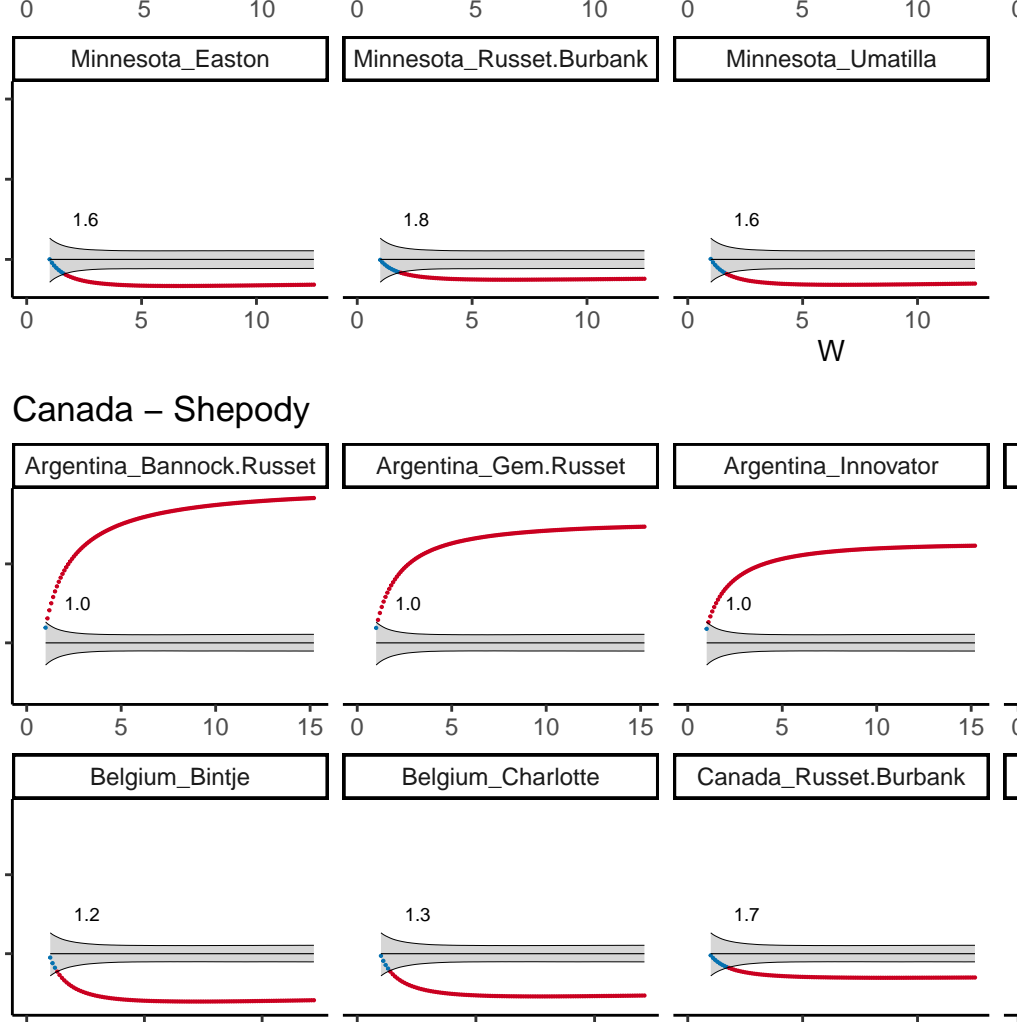 0 5 10 0 5 10 0 5 10
Minnesota_Easton Minnesota_Russet.Burbank Minnesota_Umatilla
1.6 1.8 1.6
0 5 10 0 5 10 0 5 10
W
Canada – Shepody
Argentina_Bannock.Russet Argentina_Gem.Russet Argentina_Innovator
1.0 1.0 1.0
0 5 10 15 0 5 10 15 0 5 10 15
Belgium_Bintje Belgium_Charlotte Canada_Russet.Burbank
1.2 1.3 1.7